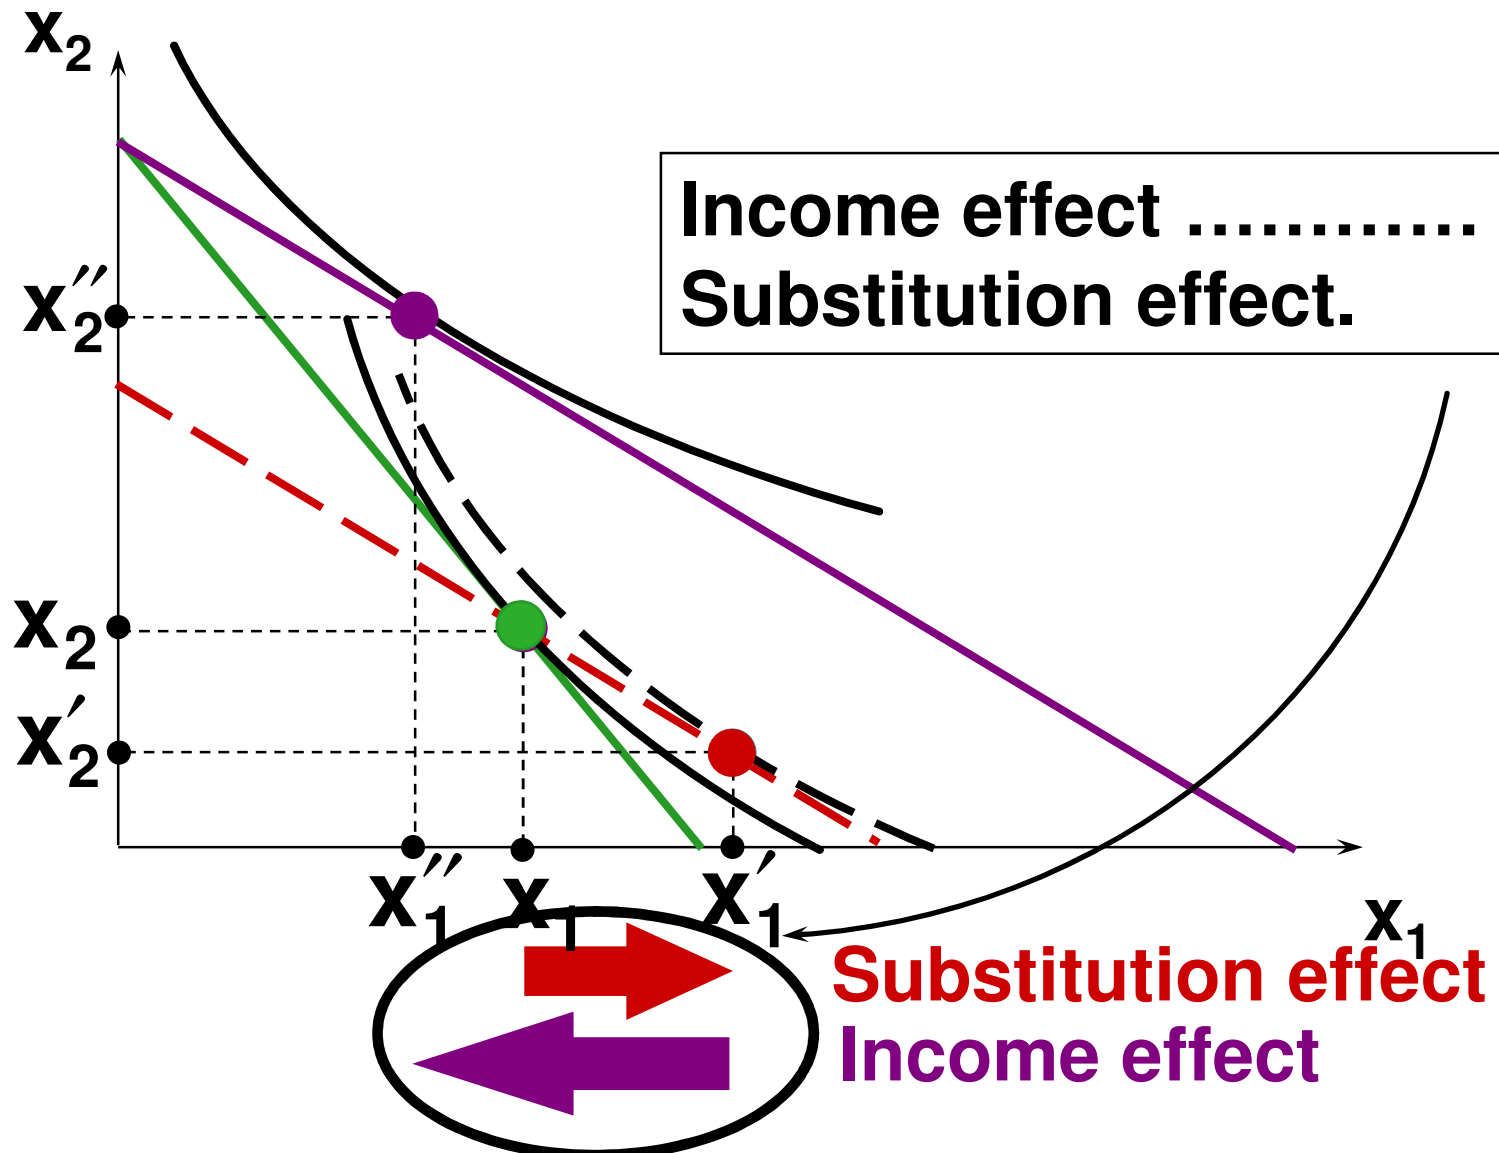 x₂
Income effect …………
Substitution effect.
x₂′′
x₂
x₂′
x₁′′ x₁ x₁′
x₁
Substitution effect
Income effect